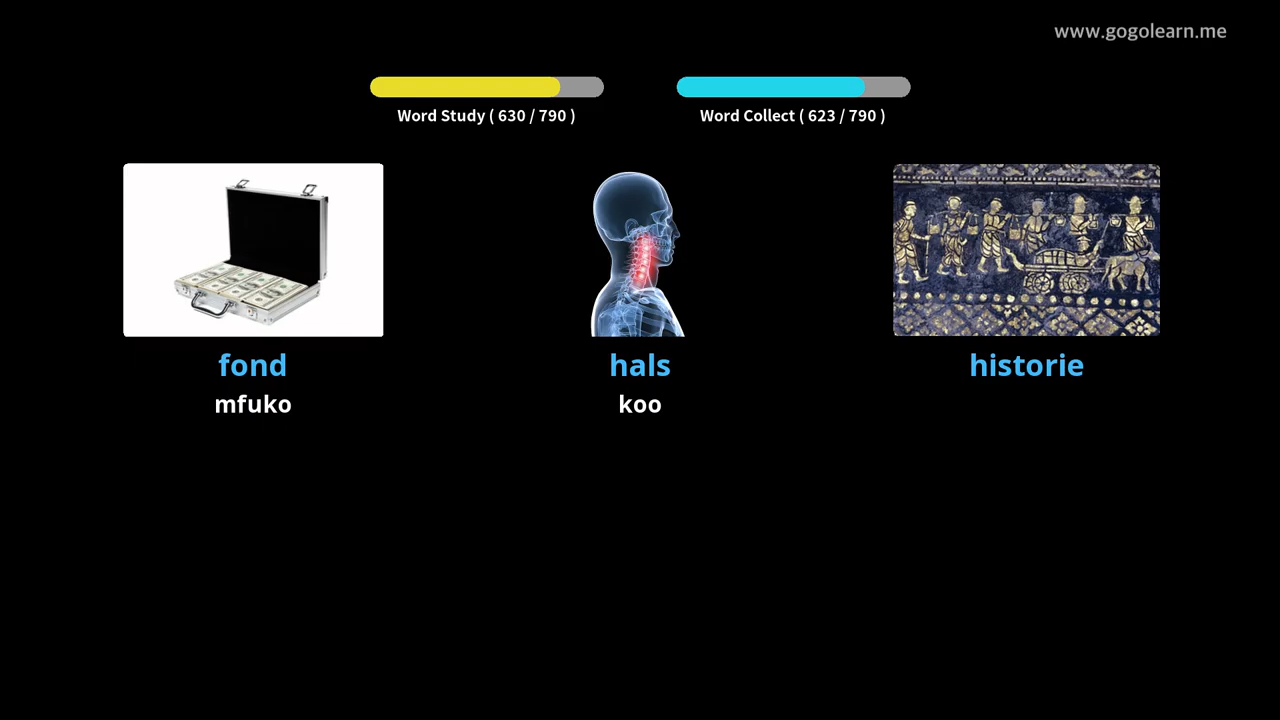 www.gogolearn.me
Word Study ( 630 / 790 )
Word Collect ( 623 / 790 )
fond
hals
historie
mfuko
koo